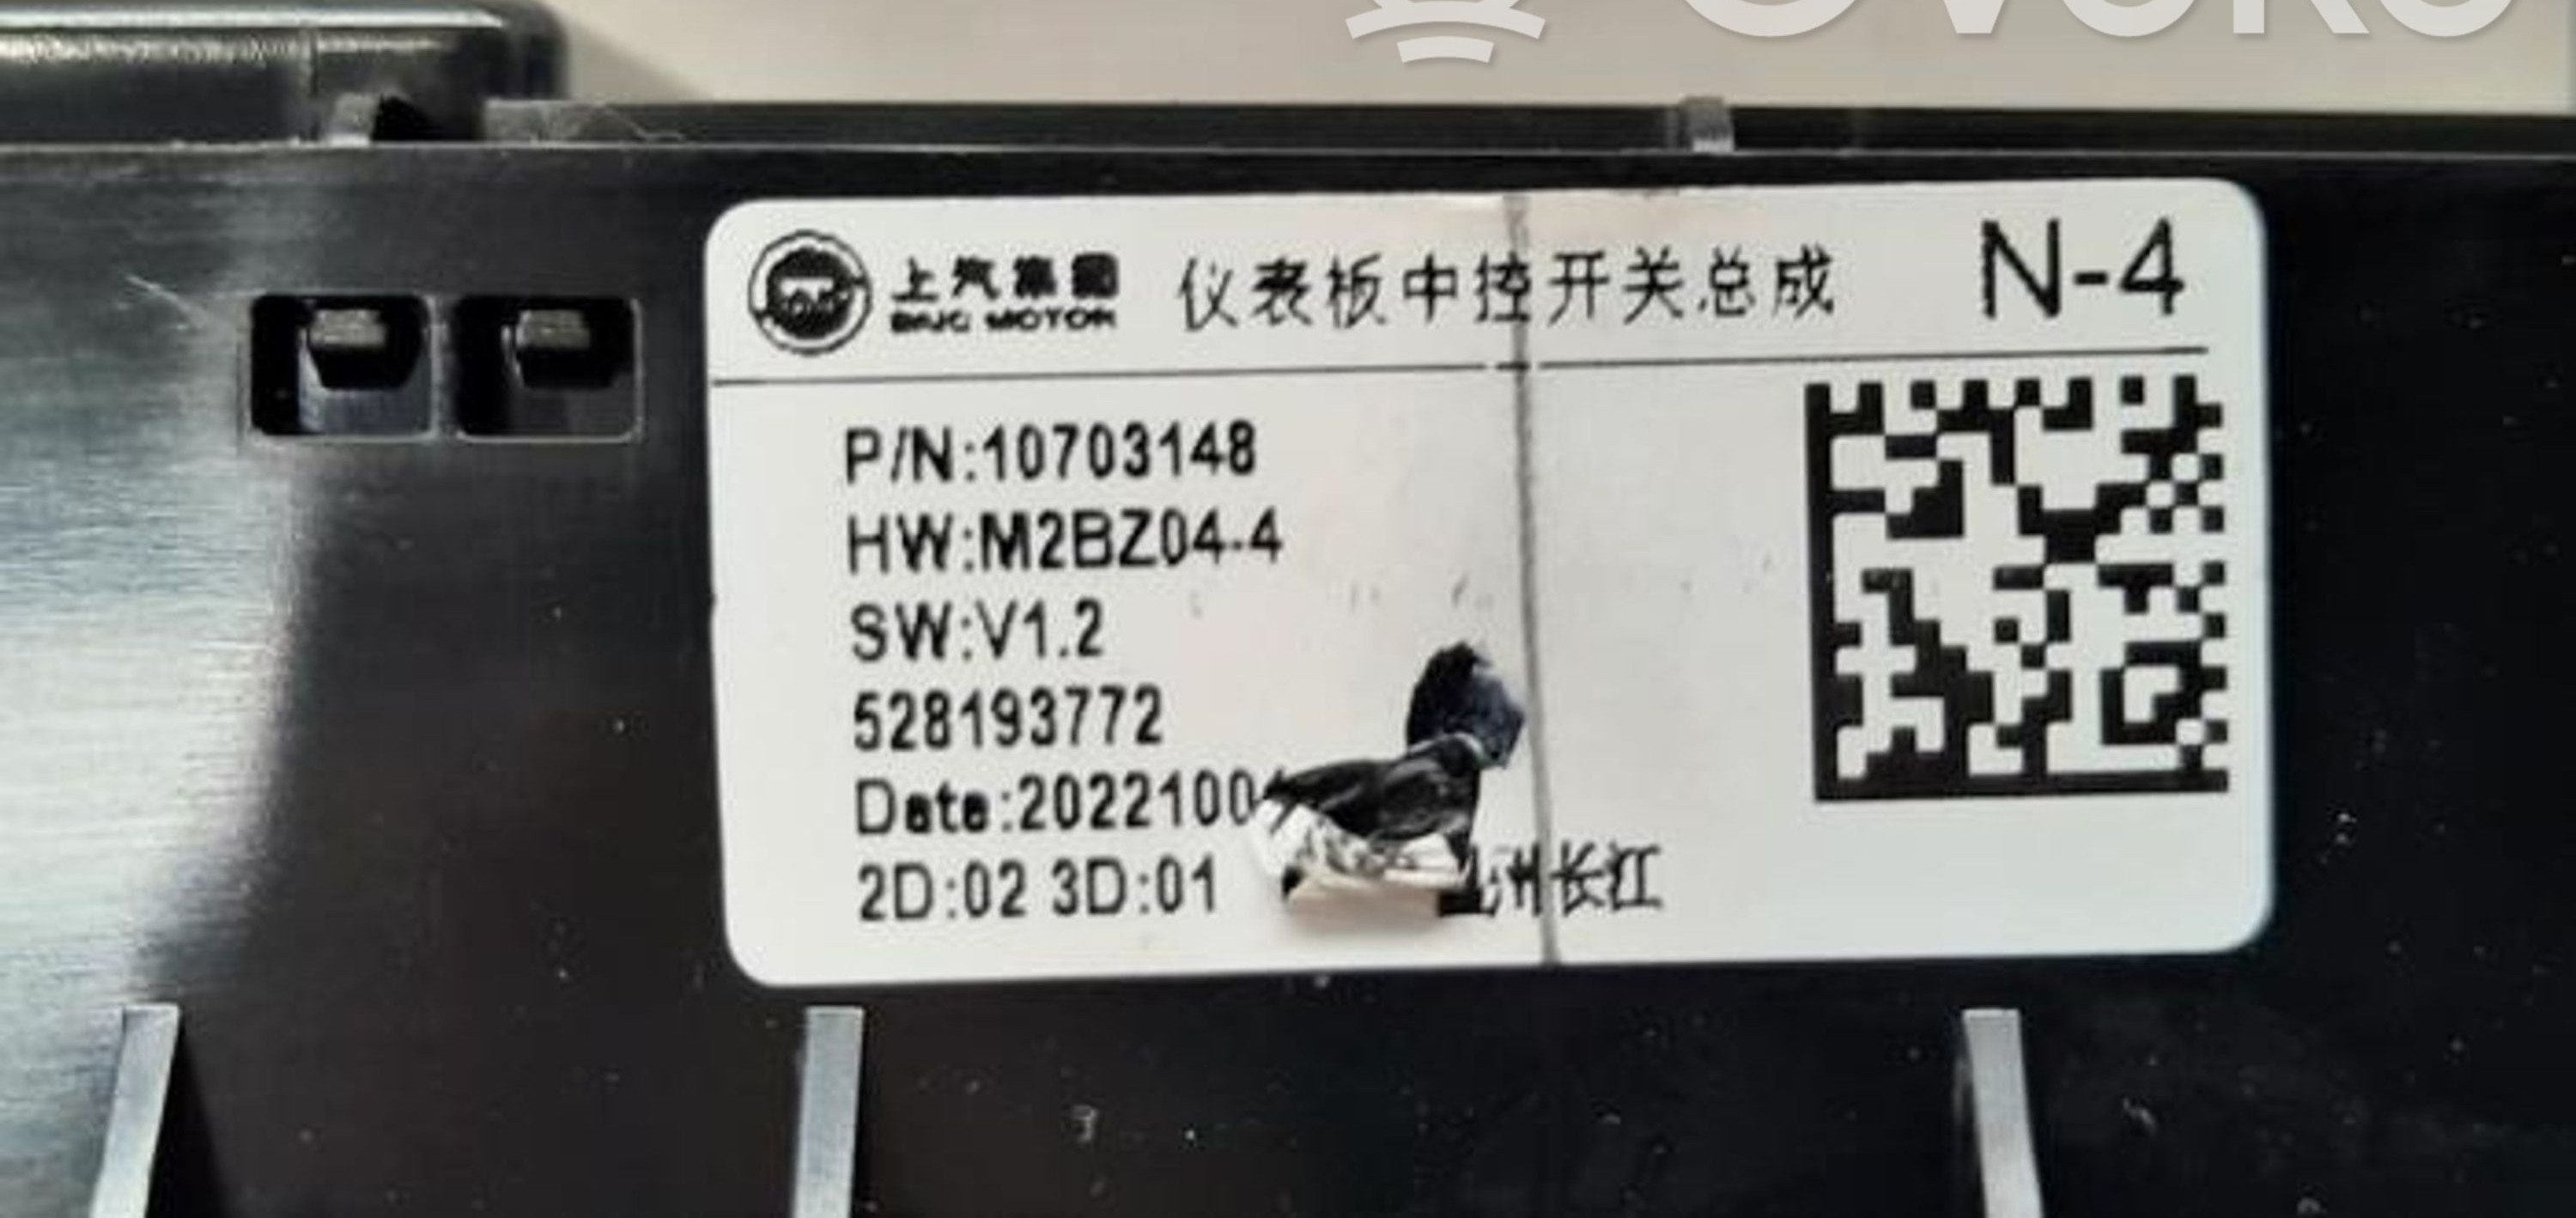 上汽集团 仪表板中控开关总成 N-4
SAIC MOTOR
P/N:10703148
HW:M2BZ04-4
SW:V1.2
528193772
Date:2022100
2D:02 3D:01 长江